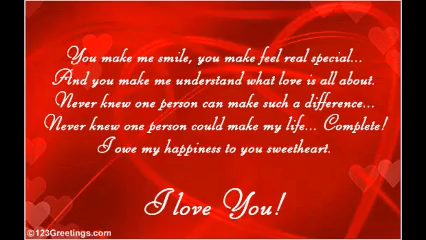 You make me smile, you make feel real special...
And you make me understand what love is all about.
Never knew one person can make such a difference...
Never knew one person could make my life... Complete!
I owe my happiness to you sweetheart.
I love You!
©123Greetings.com